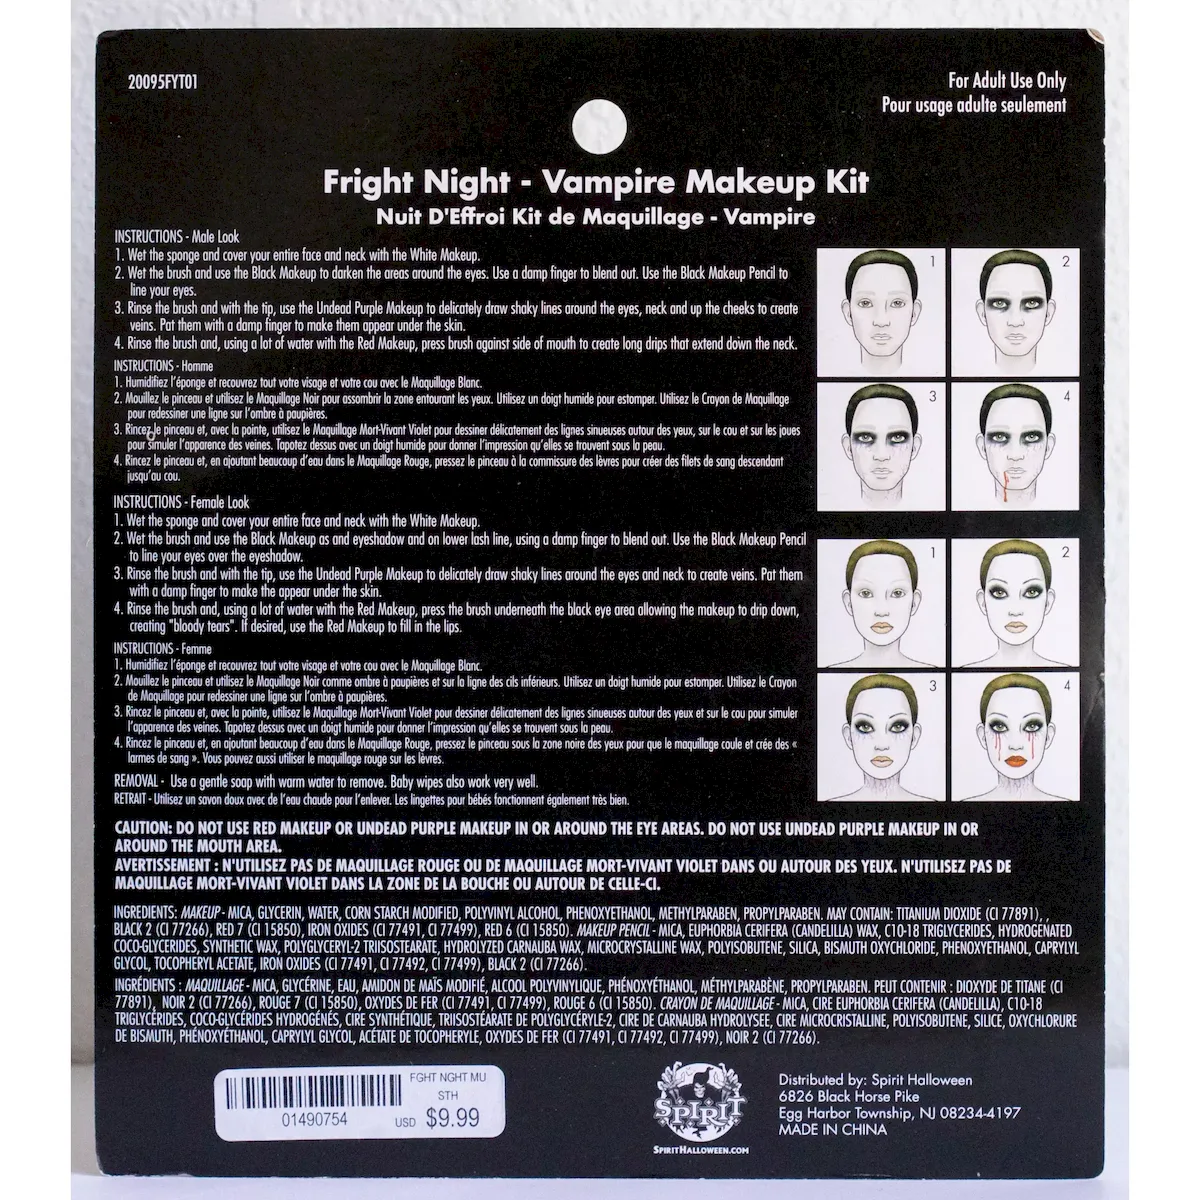 20095FYT01
For Adult Use Only
Pour usage adulte seulement
Fright Night - Vampire Makeup Kit
Nuit D'Effroi Kit de Maquillage - Vampire
INSTRUCTIONS - Male Look
1. Wet the sponge and cover your entire face and neck with the White Makeup.
2. Wet the brush and use the Black Makeup to darken the areas around the eyes. Use a damp finger to blend out. Use the Black Makeup Pencil to
line your eyes.
3. Rinse the brush and with the tip, use the Undead Purple Makeup to delicately draw shaky lines around the eyes, neck and up the cheeks to create
veins. Pat them with a damp finger to make them appear under the skin.
4. Rinse the brush and, using a lot of water with the Red Makeup, press brush against side of mouth to create long drips that extend down the neck.
INSTRUCTIONS - Homme
1. Humidifiez l'éponge et recouvrez tout votre visage et votre cou avec le Maquillage Blanc.
2. Mouillez le pinceau et utilisez le Maquillage Noir pour assombrir la zone entourant les yeux. Utilisez un doigt humide pour estomper. Utilisez le Crayon de Maquillage
pour redessiner une ligne sur l'ombre à paupières.
3. Rincez le pinceau et, avec la pointe, utilisez le Maquillage Mort-Vivant Violet pour dessiner délicatement des lignes sinueuses autour des yeux, sur le cou et sur les joues
pour simuler l'apparence des veines. Tapotez dessus avec un doigt humide pour donner l'impression qu'elles se trouvent sous la peau.
4. Rincez le pinceau et, en ajoutant beaucoup d'eau dans le Maquillage Rouge, pressez le pinceau à la commissure des lèvres pour créer des filets de sang descendant
jusqu'au cou.
INSTRUCTIONS - Female Look
1. Wet the sponge and cover your entire face and neck with the White Makeup.
2. Wet the brush and use the Black Makeup as and eyeshadow and on lower lash line, using a damp finger to blend out. Use the Black Makeup Pencil
to line your eyes over the eyeshadow.
3. Rinse the brush and with the tip, use the Undead Purple Makeup to delicately draw shaky lines around the eyes and neck to create veins. Pat them
with a damp finger to make the appear under the skin.
4. Rinse the brush and, using a lot of water with the Red Makeup, press the brush underneath the black eye area allowing the makeup to drip down,
creating "bloody tears". If desired, use the Red Makeup to fill in the lips.
INSTRUCTIONS - Femme
1. Humidifiez l'éponge et recouvrez tout votre visage et votre cou avec le Maquillage Blanc.
2. Mouillez le pinceau et utilisez le Maquillage Noir comme ombre à paupières et sur la ligne des cils inférieurs. Utilisez un doigt humide pour estomper. Utilisez le Crayon
de Maquillage pour redessiner une ligne sur l'ombre à paupières.
3. Rincez le pinceau et, avec la pointe, utilisez le Maquillage Mort-Vivant Violet pour dessiner délicatement des lignes sinueuses autour des yeux et sur le cou pour simuler
l'apparence des veines. Tapotez dessus avec un doigt humide pour donner l'impression qu'elles se trouvent sous la peau.
4. Rincez le pinceau et, en ajoutant beaucoup d'eau dans le Maquillage Rouge, pressez le pinceau sous la zone noire des yeux pour que le maquillage coule et crée des «
larmes de sang ». Vous pouvez aussi utiliser le maquillage rouge sur les lèvres.
REMOVAL - Use a gentle soap with warm water to remove. Baby wipes also work very well.
RETRAIT - Utilisez un savon doux avec de l'eau chaude pour l'enlever. Les lingettes pour bébés fonctionnent également très bien.
1
2
3
4
1
2
3
4
CAUTION: DO NOT USE RED MAKEUP OR UNDEAD PURPLE MAKEUP IN OR AROUND THE EYE AREAS. DO NOT USE UNDEAD PURPLE MAKEUP IN OR
AROUND THE MOUTH AREA.
AVERTISSEMENT : N'UTILISEZ PAS DE MAQUILLAGE ROUGE OU DE MAQUILLAGE MORT-VIVANT VIOLET DANS OU AUTOUR DES YEUX. N'UTILISEZ PAS DE
MAQUILLAGE MORT-VIVANT VIOLET DANS LA ZONE DE LA BOUCHE OU AUTOUR DE CELLE-CI.
INGREDIENTS: MAKEUP - MICA, GLYCERIN, WATER, CORN STARCH MODIFIED, POLYVINYL ALCOHOL, PHENOXYETHANOL, METHYLPARABEN, PROPYLPARABEN. MAY CONTAIN: TITANIUM DIOXIDE (CI 77891), ,
BLACK 2 (CI 77266), RED 7 (CI 15850), IRON OXIDES (CI 77491, CI 77499), RED 6 (CI 15850). MAKEUP PENCIL - MICA, EUPHORBIA CERIFERA (CANDELILLA) WAX, C10-18 TRIGLYCERIDES, HYDROGENATED
COCO-GLYCERIDES, SYNTHETIC WAX, POLYGLYCERYL-2 TRIISOSTEARATE, HYDROLYZED CARNAUBA WAX, MICROCRYSTALLINE WAX, POLYISOBUTENE, SILICA, BISMUTH OXYCHLORIDE, PHENOXYETHANOL, CAPRYLYL
GLYCOL, TOCOPHERYL ACETATE, IRON OXIDES (CI 77491, CI 77492, CI 77499), BLACK 2 (CI 77266).
INGRÉDIENTS : MAQUILLAGE - MICA, GLYCÉRINE, EAU, AMIDON DE MAÏS MODIFIÉ, ALCOOL POLYVINYLIQUE, PHÉNOXYÉTHANOL, MÉTHYLPARABÈNE, PROPYLPARABEN. PEUT CONTENIR : DIOXYDE DE TITANE (CI
77891), NOIR 2 (CI 77266), ROUGE 7 (CI 15850), OXYDES DE FER (CI 77491, CI 77499), ROUGE 6 (CI 15850). CRAYON DE MAQUILLAGE - MICA, CIRE EUPHORBIA CERIFERA (CANDELILLA), C10-18
TRIGLYCÉRIDES, COCO-GLYCÉRIDES HYDROGÉNÉS, CIRE SYNTHÉTIQUE, TRIISOSTÉARATE DE POLYGLYCÉRYLE-2, CIRE DE CARNAUBA HYDROLYSEE, CIRE MICROCRISTALLINE, POLYISOBUTENE, SILICE, OXYCHLORURE
DE BISMUTH, PHÉNOXYÉTHANOL, CAPRYLYL GLYCOL, ACÉTATE DE TOCOPHERYLE, OXYDES DE FER (CI 77491, CI 77492, CI 77499), NOIR 2 (CI 77266).
FGHT NGHT MU
STH
01490754
USD $9.99
SPIRIT
SPIRITHALLOWEEN.COM
Distributed by: Spirit Halloween
6826 Black Horse Pike
Egg Harbor Township, NJ 08234-4197
MADE IN CHINA